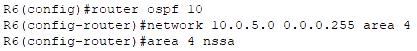 R6(config)#router ospf 10
R6(config-router)#network 10.0.5.0 0.0.0.255 area 4
R6(config-router)#area 4 nssa